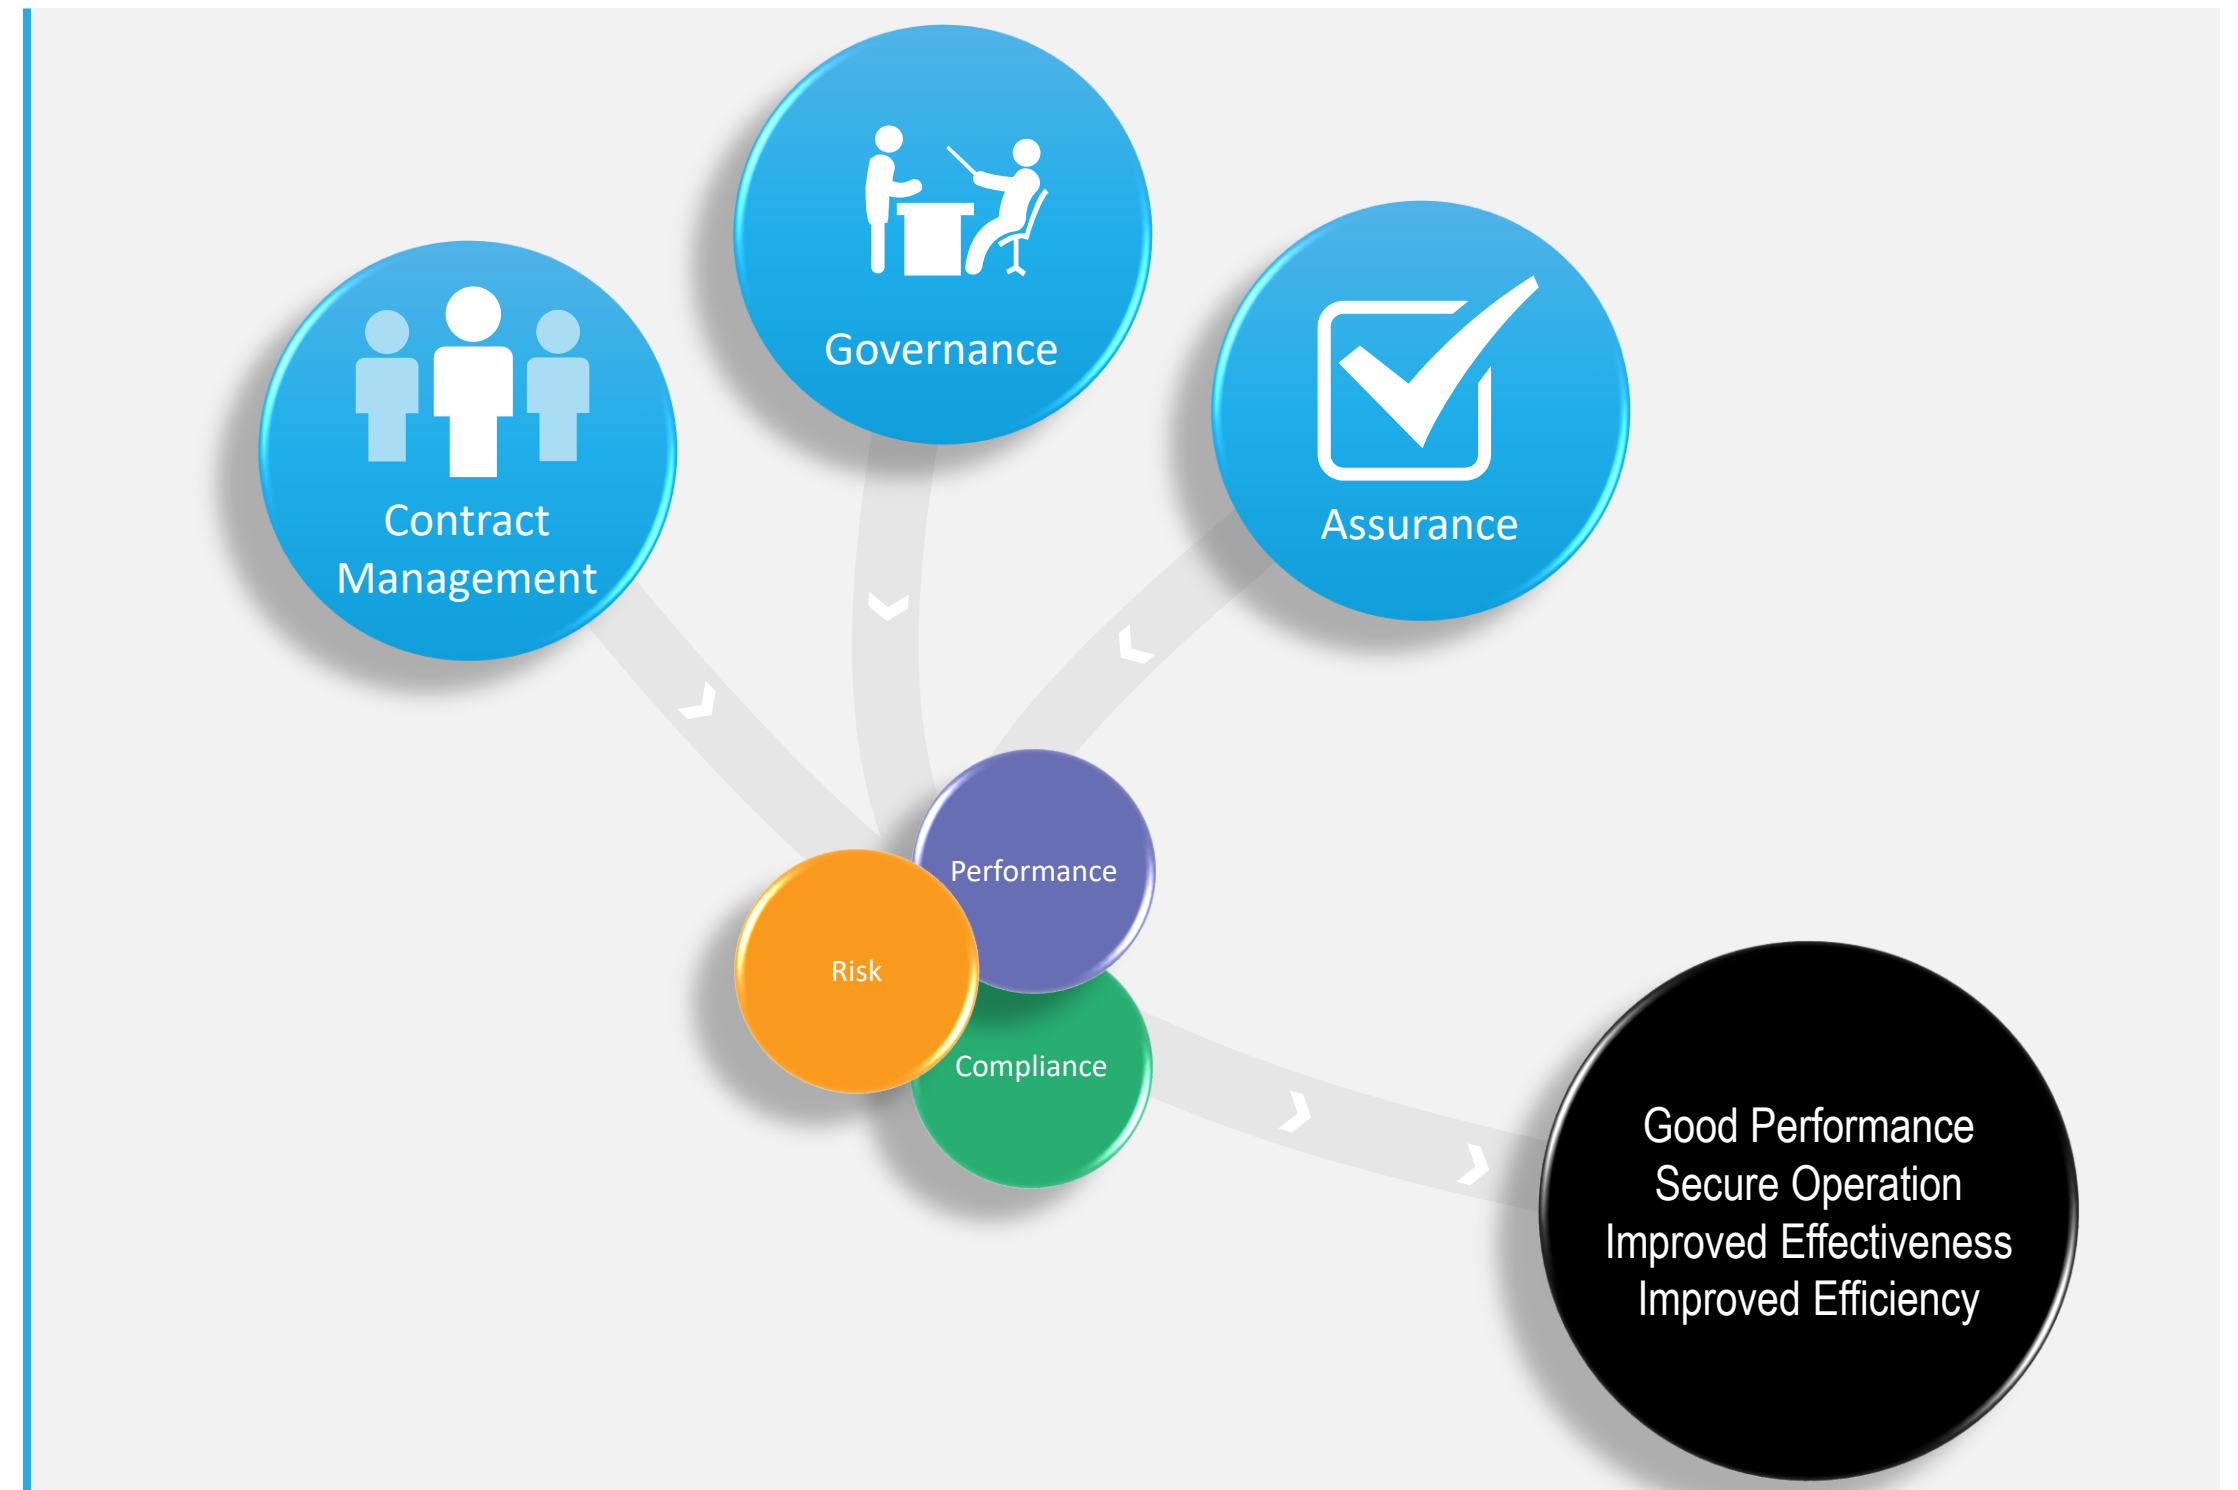 Governance
Contract
Management
Assurance
Performance
Risk
Compliance
Good Performance
Secure Operation
Improved Effectiveness
Improved Efficiency